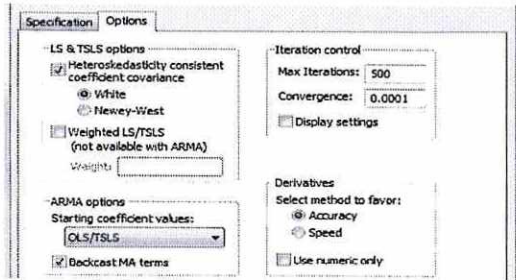 Specification Options
LS & TSLS options
Heteroskedasticity consistent
coefficient covariance
White
Newey-West
Weighted LS/TSLS
(not available with ARMA)
Weight:
ARMA options
Starting coefficient values:
OLS/TSLS
Backcast MA terms
Iteration control
Max Iterations: 500
Convergence: 0.0001
Display settings
Derivatives
Select method to favor:
Accuracy
Speed
Use numeric only